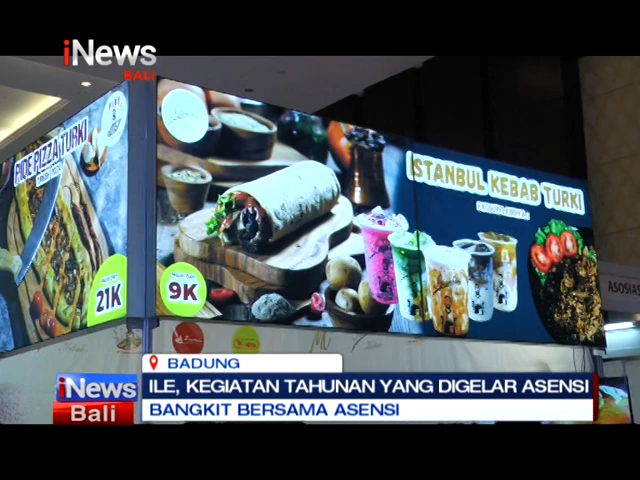 iNews
BALI
PIDE PIZZA TURKI
21K
9K
ISTANBUL KEBAB TURKI
ASOSIAS
BADUNG
iNews
Bali
ILE, KEGIATAN TAHUNAN YANG DIGELAR ASENSI
BANGKIT BERSAMA ASENSI